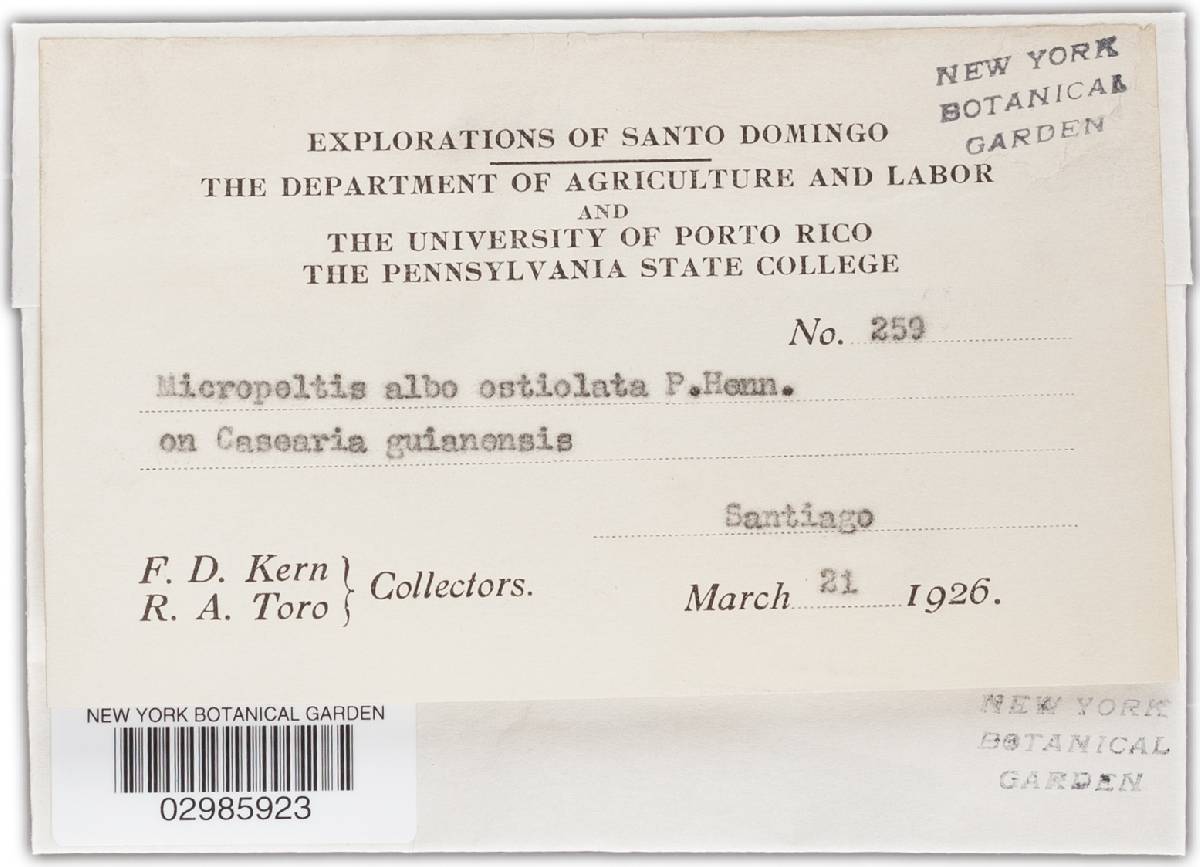 NEW YORK
BOTANICAL
GARDEN
EXPLORATIONS OF SANTO DOMINGO
THE DEPARTMENT OF AGRICULTURE AND LABOR
AND
THE UNIVERSITY OF PORTO RICO
THE PENNSYLVANIA STATE COLLEGE
No. 259
Micropeltis albo ostiolata P.Henn.
on Casearia guianensis
Santiago
F. D. Kern
R. A. Toro } Collectors.
March 21 1926.
NEW YORK BOTANICAL GARDEN
02985923
NEW YORK
BOTANICAL
GARDEN